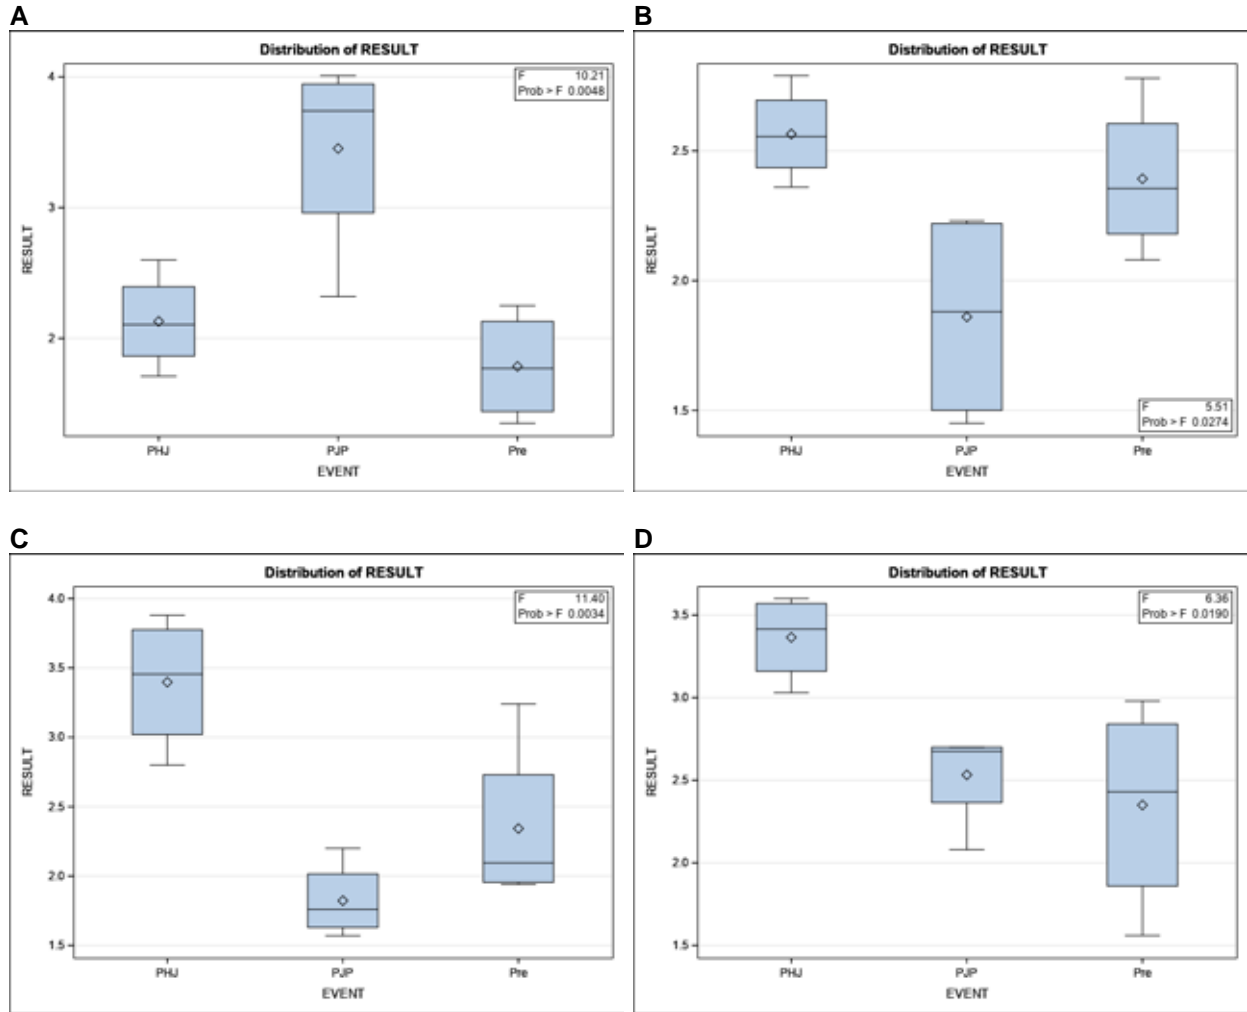 A
Distribution of RESULT
F 10.21
Prob > F 0.0048
4
3
2
RESULT
PHJ PJP Pre
EVENT
B
Distribution of RESULT
2.5
2.0
1.5
RESULT
F 5.51
Prob > F 0.0274
PHJ PJP Pre
EVENT
C
Distribution of RESULT
F 11.40
Prob > F 0.0034
4.0
3.5
3.0
2.5
2.0
1.5
RESULT
PHJ PJP Pre
EVENT
D
Distribution of RESULT
F 6.36
Prob > F 0.0190
3.5
3.0
2.5
2.0
1.5
RESULT
PHJ PJP Pre
EVENT